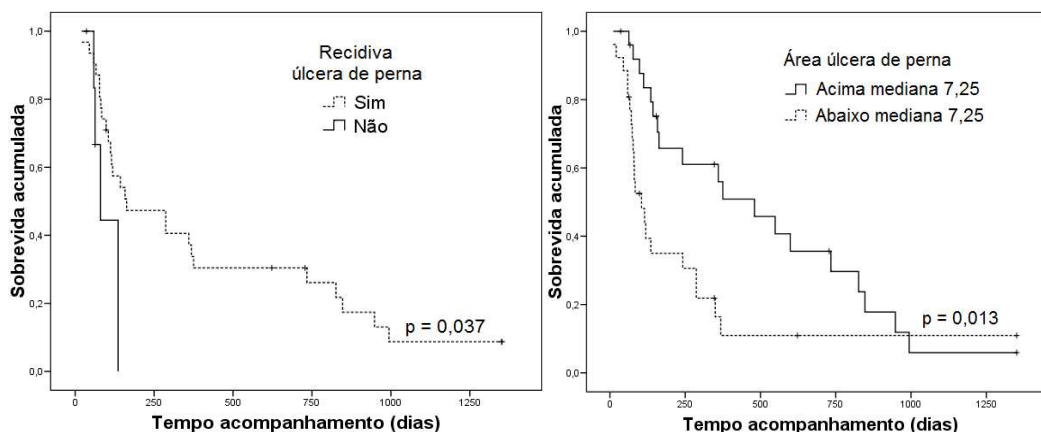 1,0
0,8
0,6
0,4
0,2
0,0
Sobrevida acumulada
Recidiva
úlcera de perna
Sim
Não
p = 0,037
0
250
500
750
1000
1250
Tempo acompanhamento (dias)
1,0
0,8
0,6
0,4
0,2
0,0
Sobrevida acumulada
Área úlcera de perna
Acima mediana 7,25
Abaixo mediana 7,25
p = 0,013
0
250
500
750
1000
1250
Tempo acompanhamento (dias)